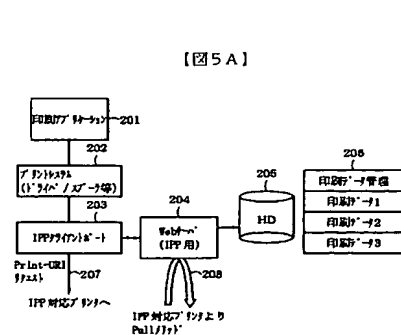 【図5A】
印刷アプリケーション
201
202
プリントシステム
(ドライバ/スプーラ等)
203
IPPクライアントポート
Print-URI
リクエスト
207
IPP対応プリンタへ
204
Webサーバ
(IPP用)
208
IPP対応プリンタより
Pullメソッド
205
HD
206
印刷データ管理
印刷データ1
印刷データ2
印刷データ3